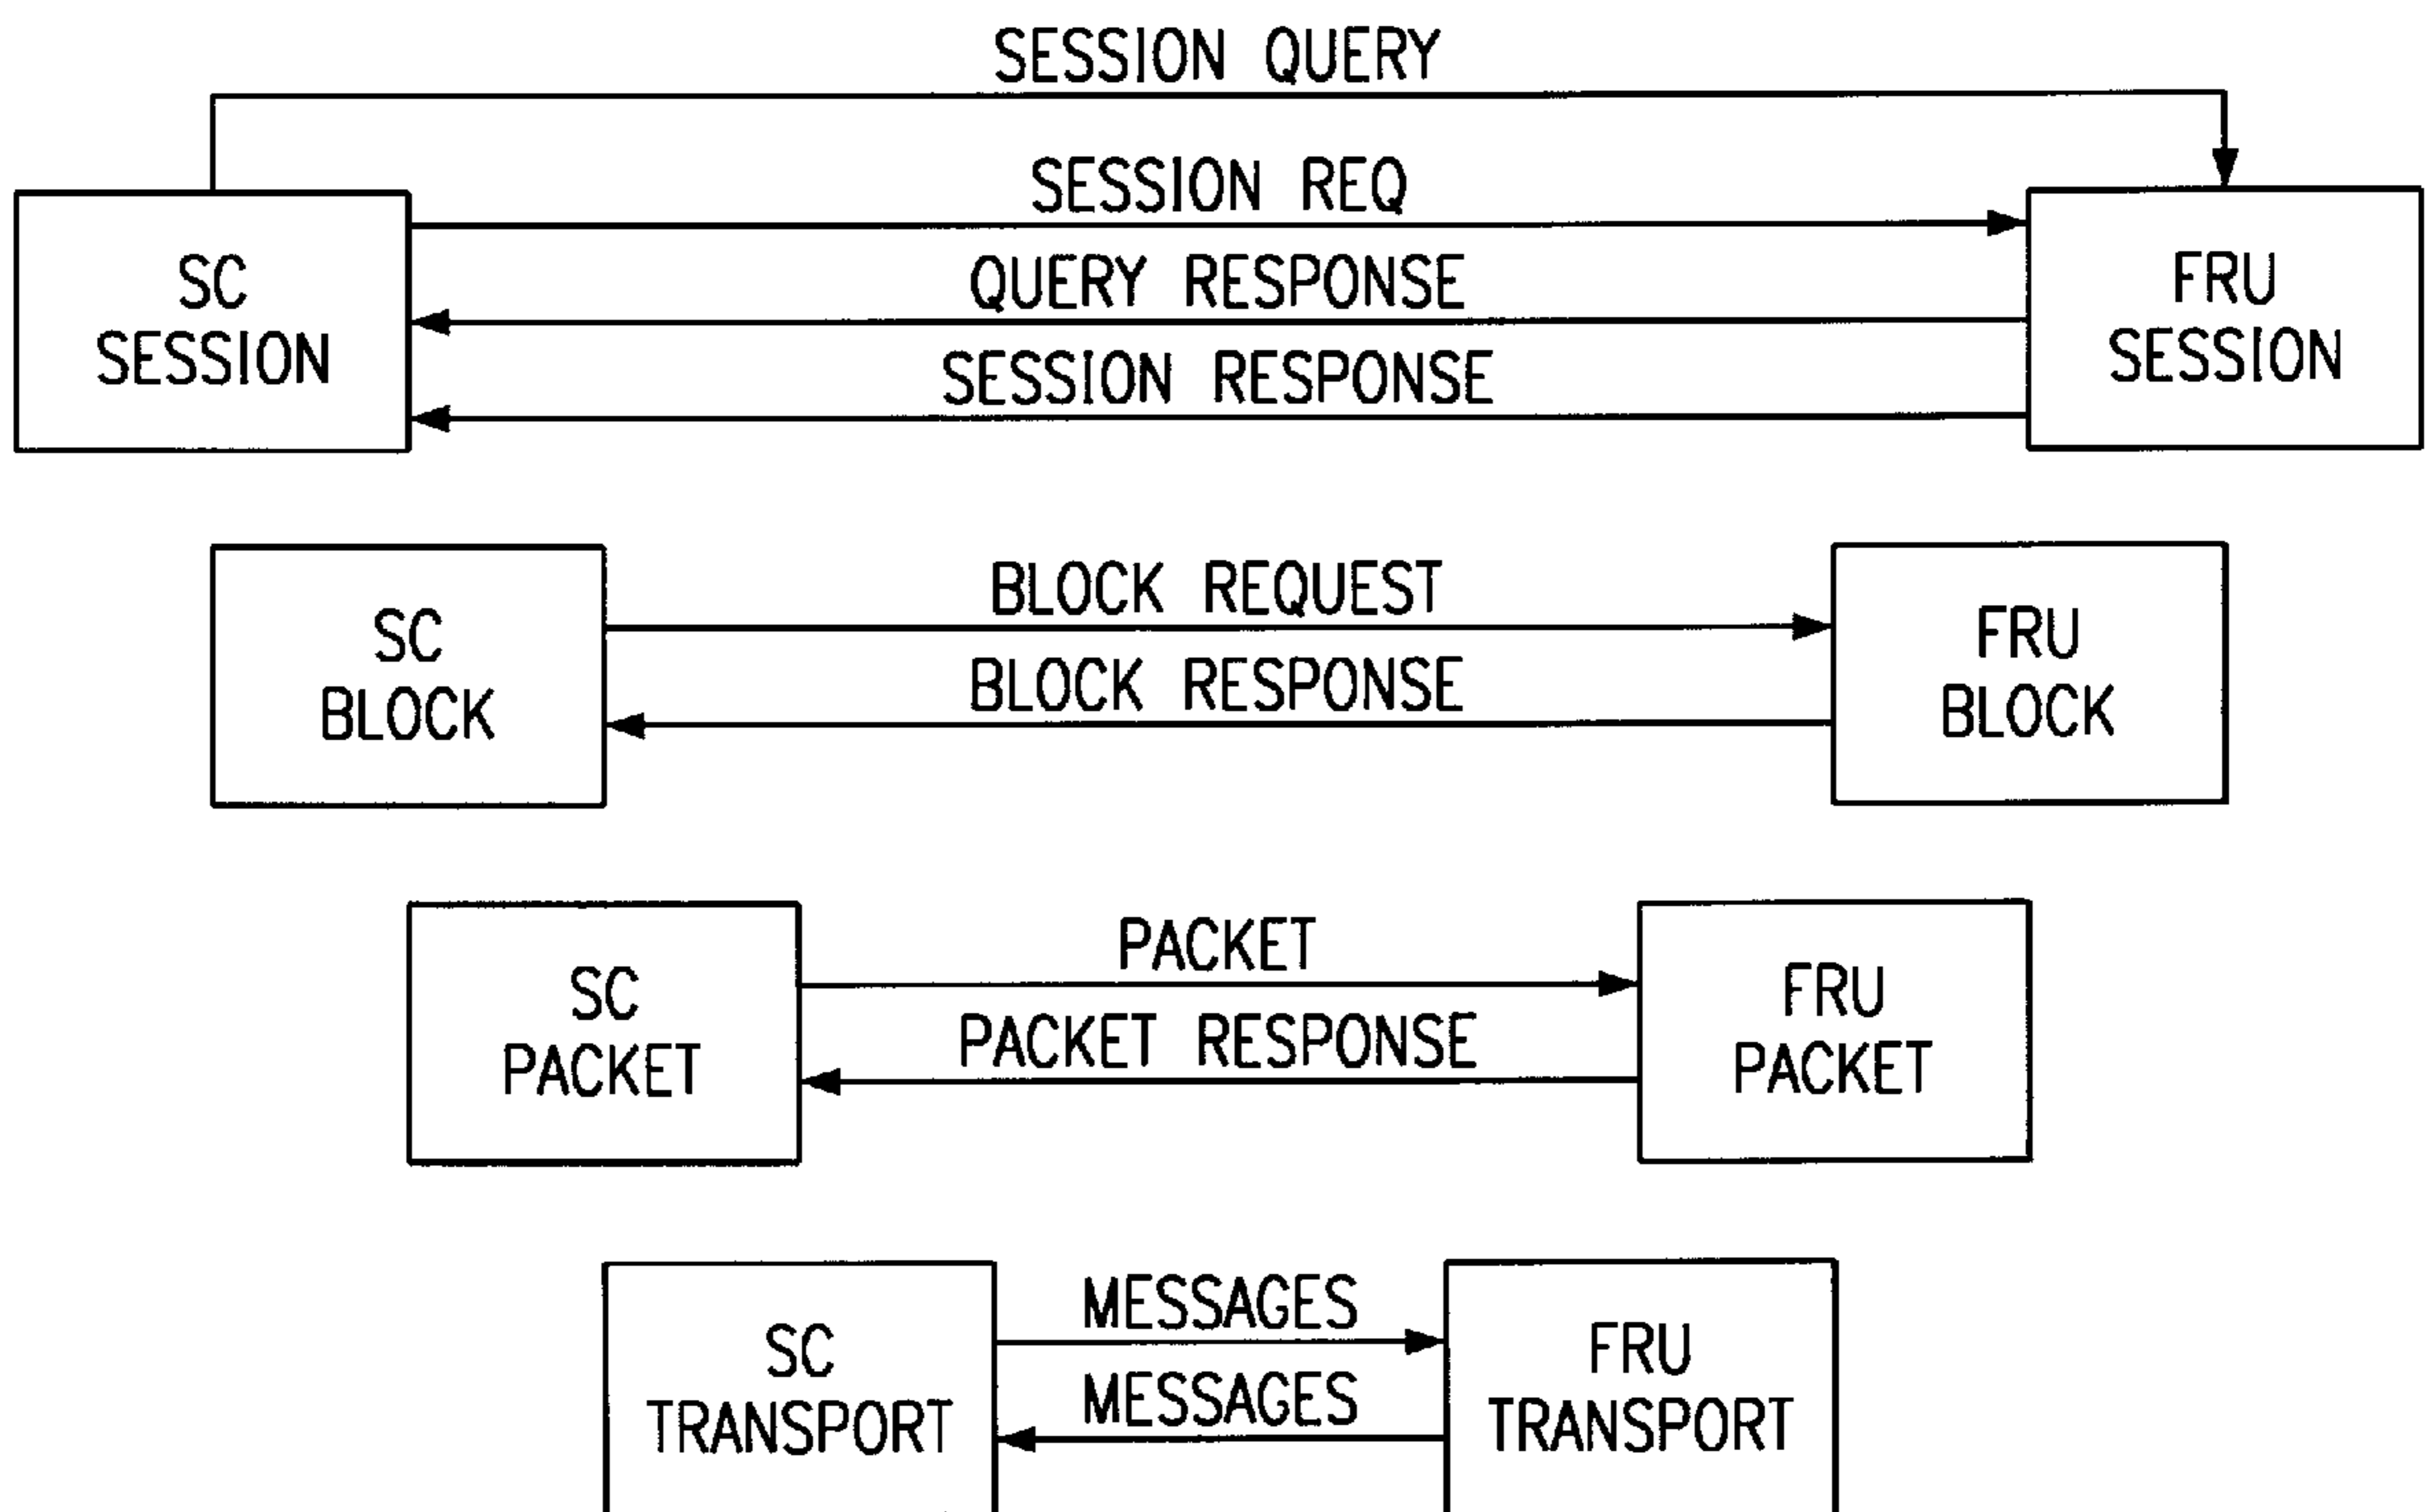 SESSION QUERY
SESSION REQ
QUERY RESPONSE
SESSION RESPONSE
SC
SESSION
FRU
SESSION
BLOCK REQUEST
BLOCK RESPONSE
SC
BLOCK
FRU
BLOCK
PACKET
PACKET RESPONSE
SC
PACKET
FRU
PACKET
MESSAGES
MESSAGES
SC
TRANSPORT
FRU
TRANSPORT